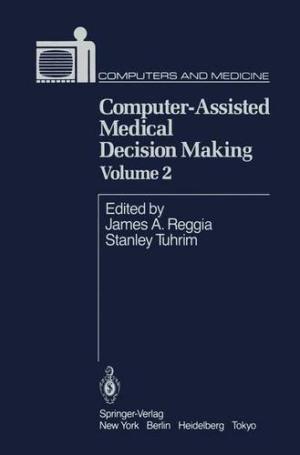 COMPUTERS AND MEDICINE
Computer-Assisted
Medical
Decision Making
Volume 2
Edited by
James A. Reggia
Stanley Tuhrim
Springer-Verlag
New York Berlin Heidelberg Tokyo